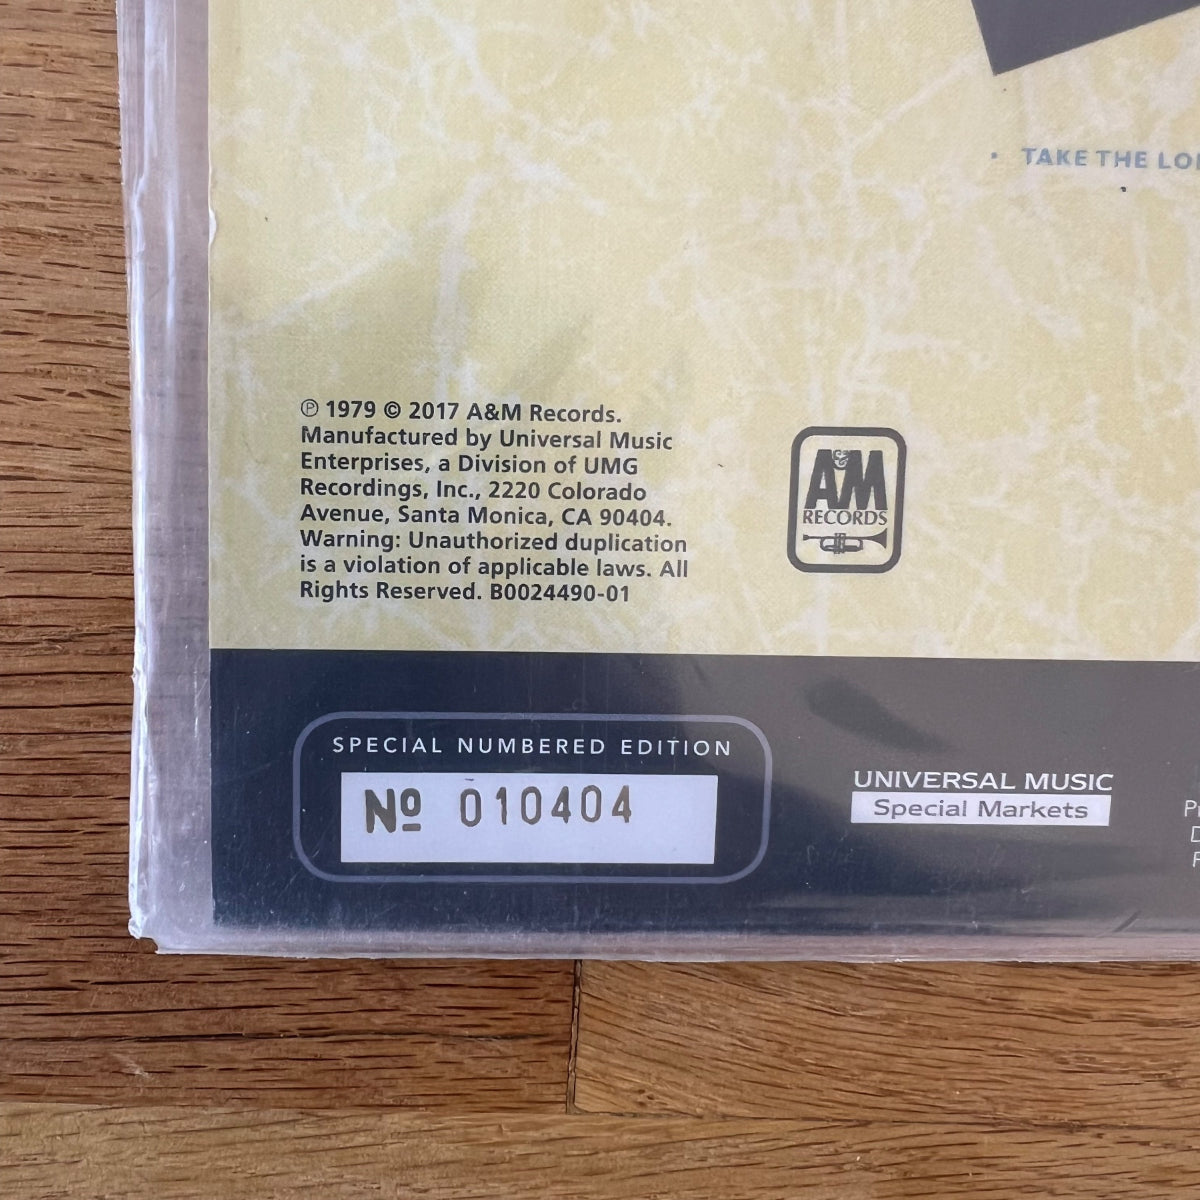 • TAKE THE
℗ 1979 © 2017 A&M Records.
Manufactured by Universal Music
Enterprises, a Division of UMG
Recordings, Inc., 2220 Colorado
Avenue, Santa Monica, CA 90404.
Warning: Unauthorized duplication
is a violation of applicable laws. All
Rights Reserved. B0024490-01
A&M
RECORDS
SPECIAL NUMBERED EDITION
Nº 010404
UNIVERSAL MUSIC
Special Markets